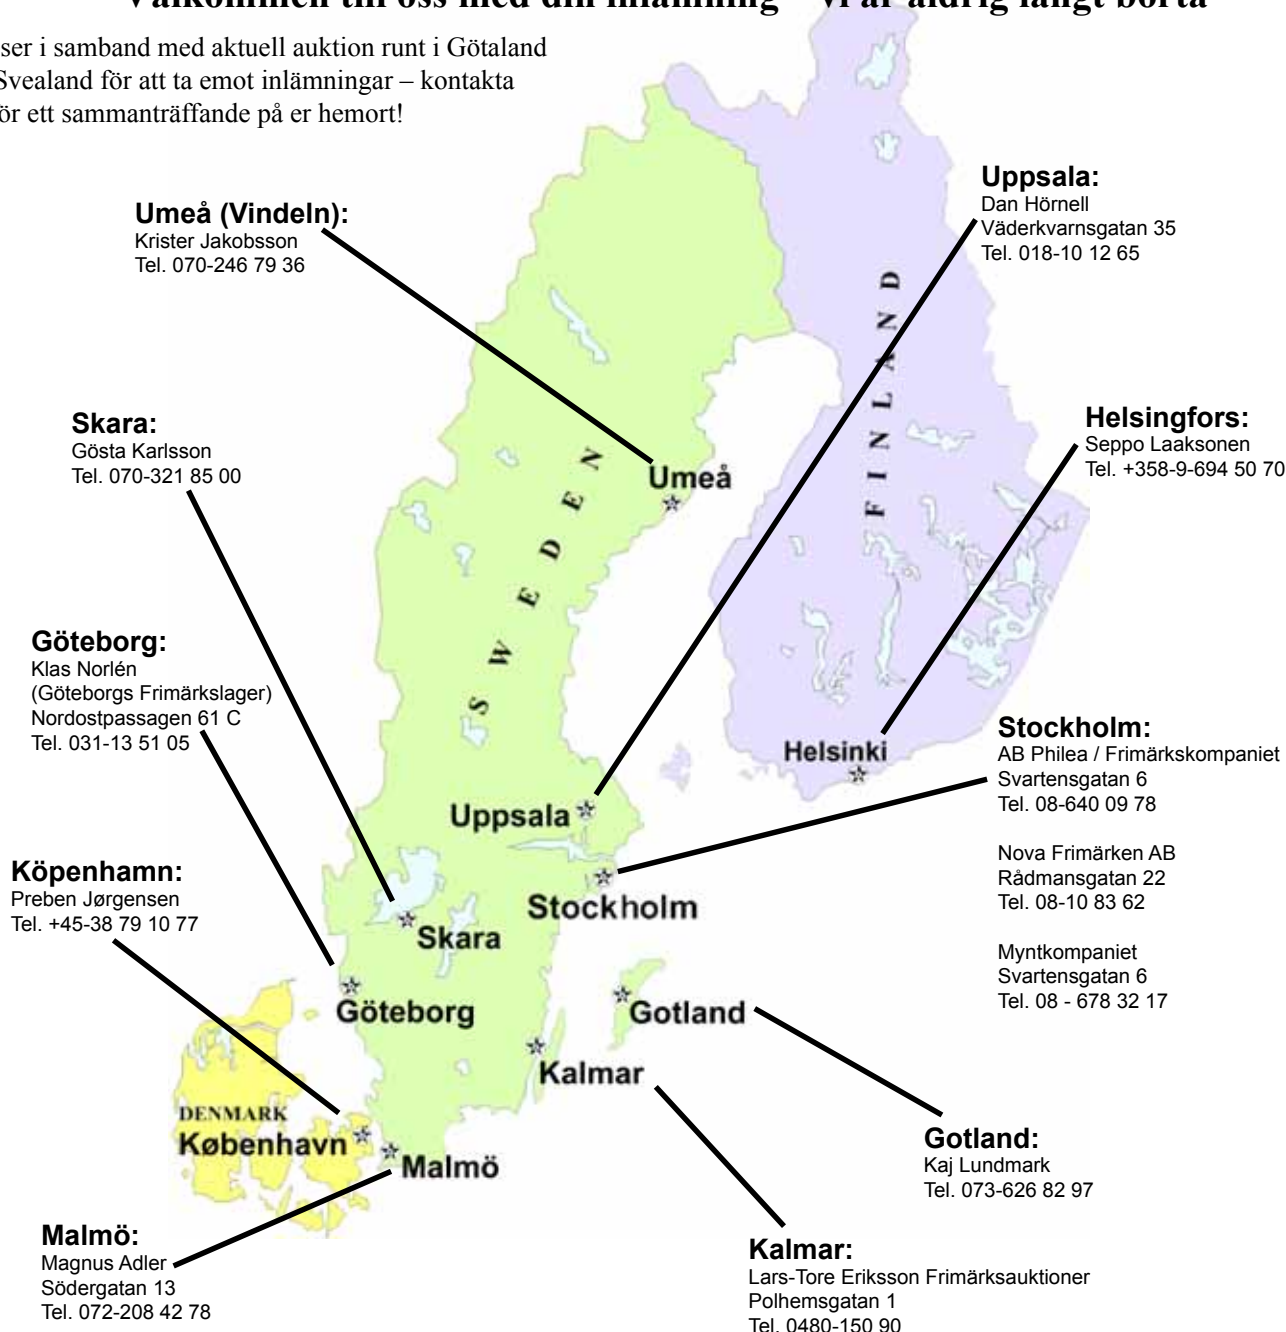 Välkommen till oss med din inlämning – vi är aldrig långt borta
ser i samband med aktuell auktion runt i Götaland
Svealand för att ta emot inlämningar – kontakta
ör ett sammanträffande på er hemort!
Uppsala:
Dan Hörnell
Väderkvarnsgatan 35
Tel. 018-10 12 65
Umeå (Vindeln):
Krister Jakobsson
Tel. 070-246 79 36
FINLAND
Skara:
Gösta Karlsson
Tel. 070-321 85 00
Helsingfors:
Seppo Laaksonen
Tel. +358-9-694 50 70
Umeå
SWEDEN
Göteborg:
Klas Norlén
(Göteborgs Frimärkslager)
Nordostpassagen 61 C
Tel. 031-13 51 05
Helsinki
Stockholm:
AB Philea / Frimärkskompaniet
Svartensgatan 6
Tel. 08-640 09 78
Nova Frimärken AB
Rådmansgatan 22
Tel. 08-10 83 62
Myntkompaniet
Svartensgatan 6
Tel. 08 - 678 32 17
Uppsala
Köpenhamn:
Preben Jørgensen
Tel. +45-38 79 10 77
Stockholm
Skara
Göteborg
Gotland
Kalmar
DENMARK
København
Malmö
Gotland:
Kaj Lundmark
Tel. 073-626 82 97
Malmö:
Magnus Adler
Södergatan 13
Tel. 072-208 42 78
Kalmar:
Lars-Tore Eriksson Frimärksauktioner
Polhemsgatan 1
Tel. 0480-150 90